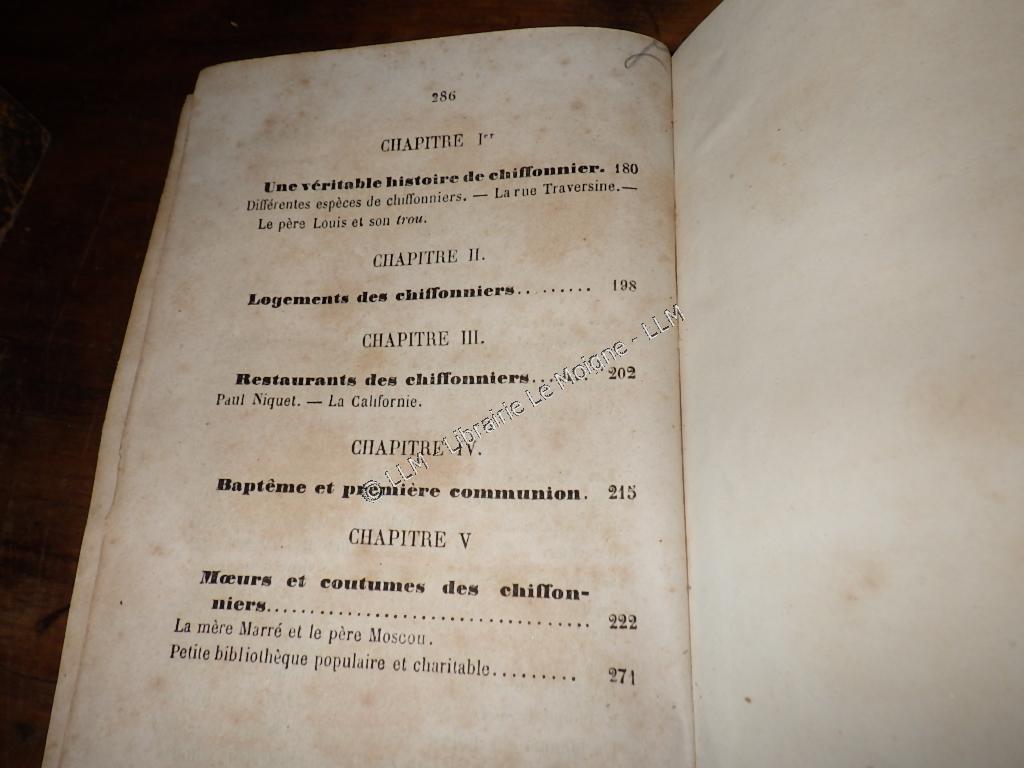 286
CHAPITRE Ier
Une véritable histoire de chiffonnier. 180
Différentes espèces de chiffonniers. — La rue Traversine. —
Le père Louis et son trou.
CHAPITRE II.
Logements des chiffonniers......... 198
CHAPITRE III.
Restaurants des chiffonniers........ 202
Paul Niquet. — La Californie.
CHAPITRE IV.
Baptême et première communion. 215
CHAPITRE V
Mœurs et coutumes des chiffon-
niers.................................... 222
La mère Marré et le père Moscou.
Petite bibliothèque populaire et charitable......... 271
© LLM - Librairie Le Moigne - LLM